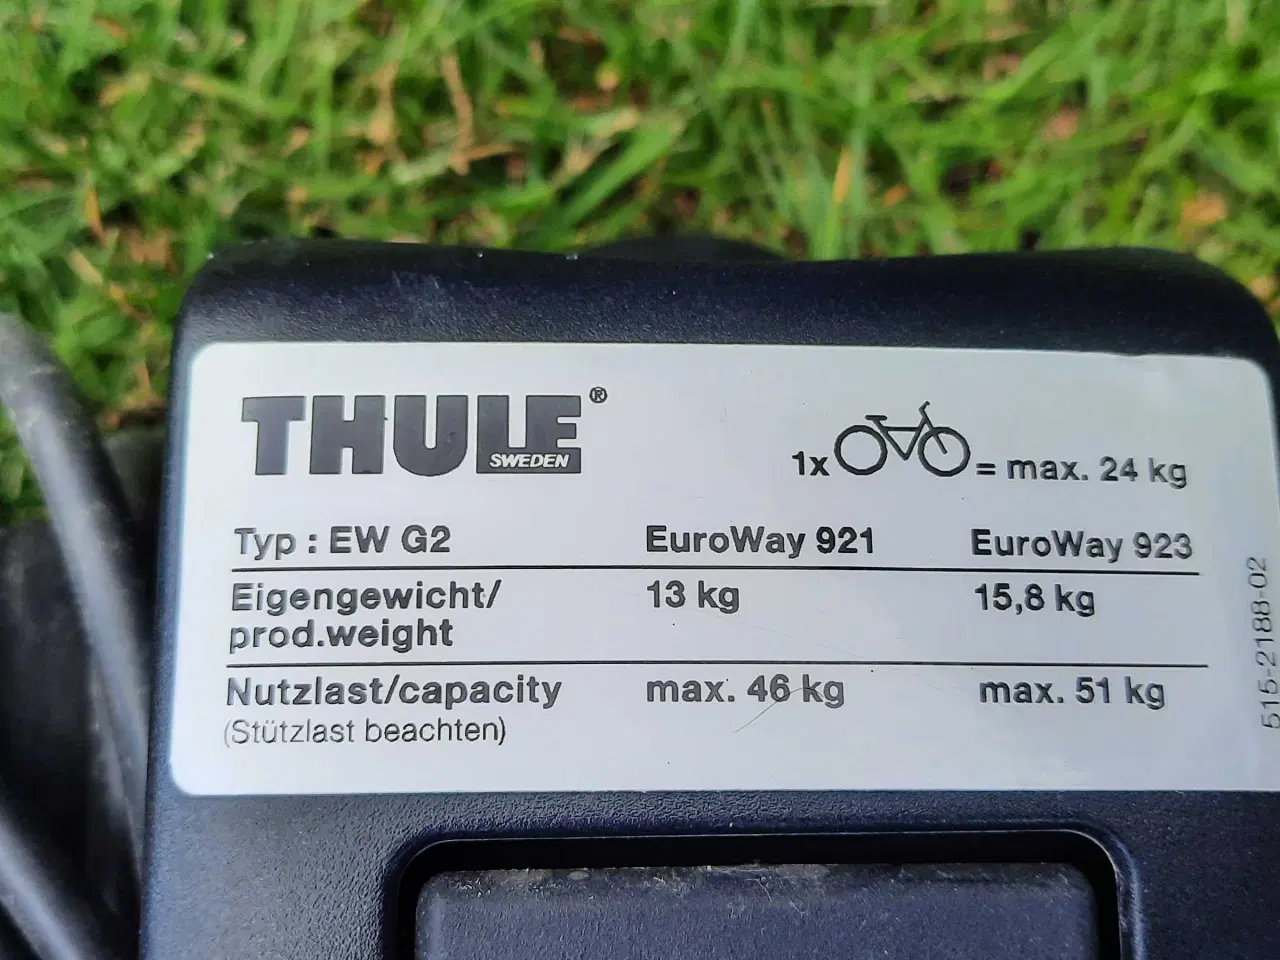 THULE®
SWEDEN
1x = max. 24 kg
Typ : EW G2 EuroWay 921 EuroWay 923
Eigengewicht/ 13 kg 15,8 kg
prod.weight
Nutzlast/capacity max. 46 kg max. 51 kg
(Stützlast beachten)
515-2188-02